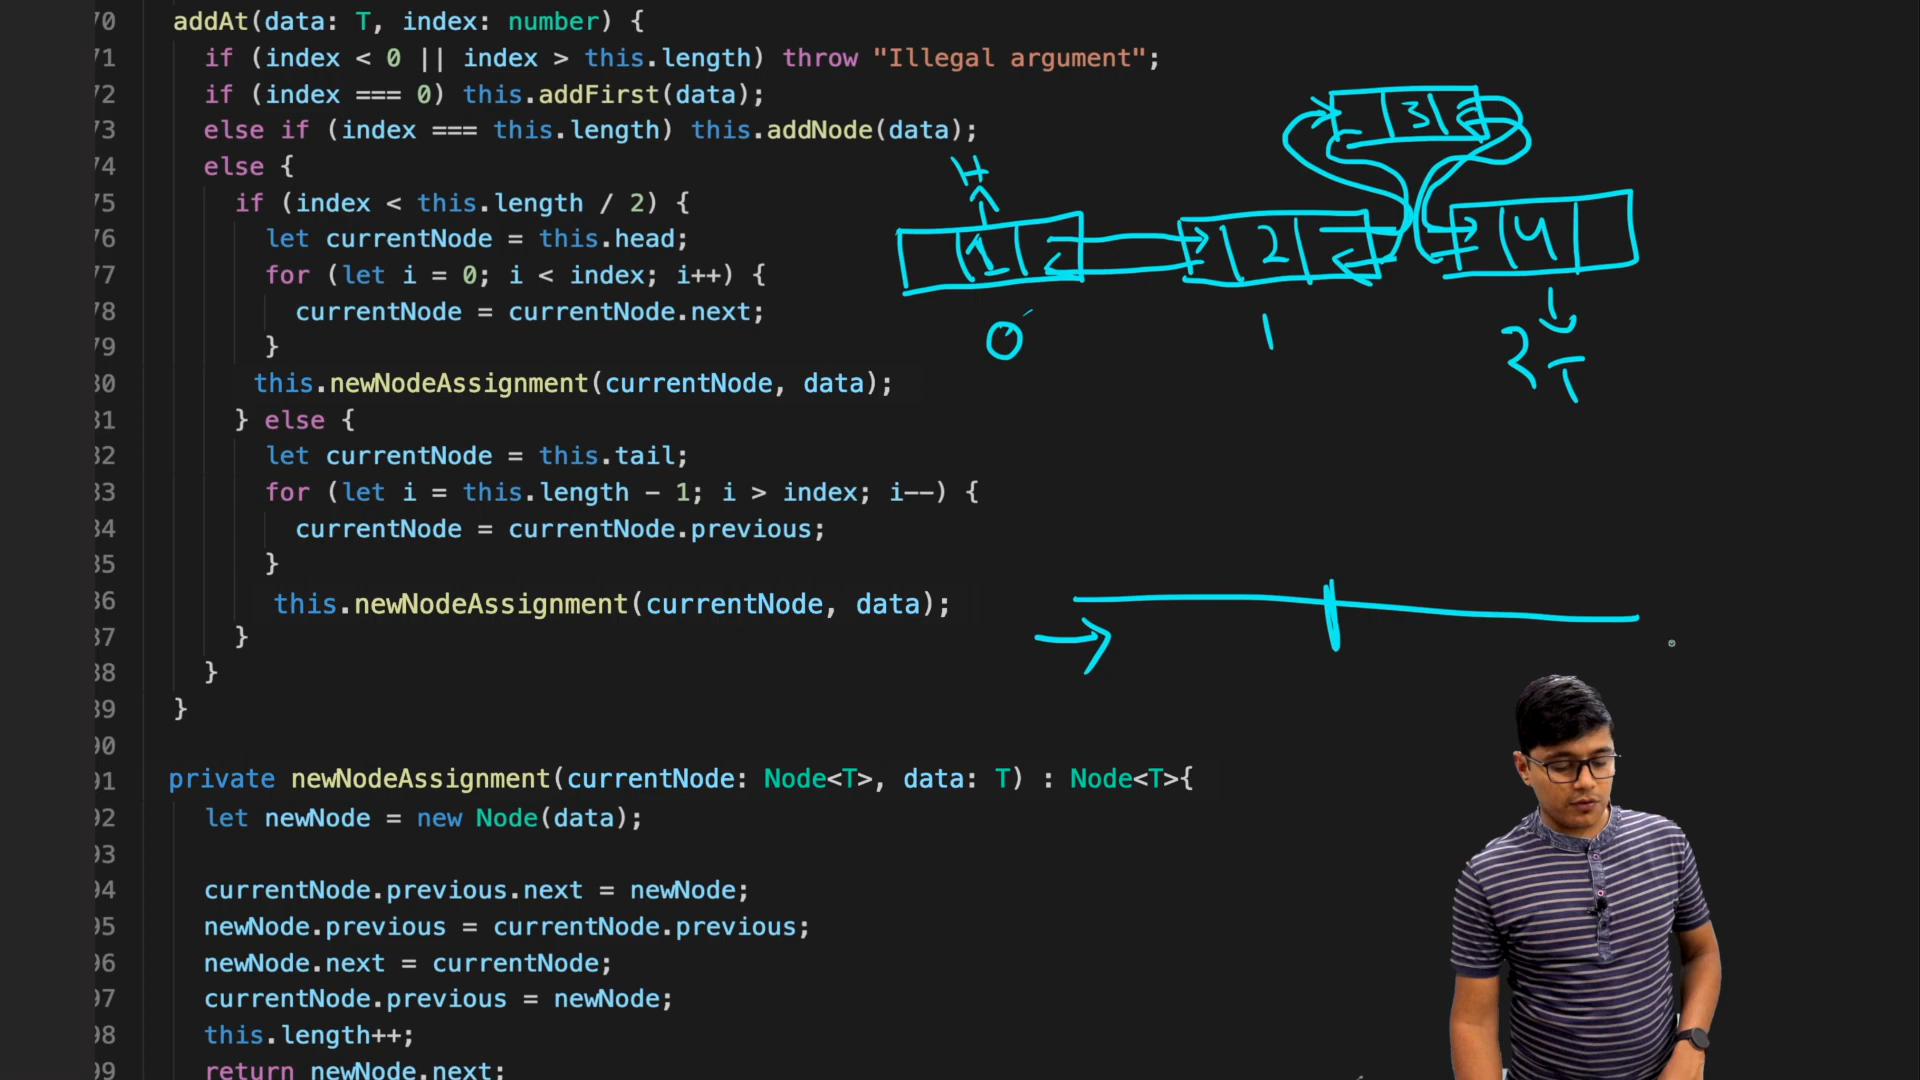 70 addAt(data: T, index: number) {
71 if (index < 0 || index > this.length) throw "Illegal argument";
72 if (index === 0) this.addFirst(data);
73 else if (index === this.length) this.addNode(data);
74 else {
75 if (index < this.length / 2) {
76 let currentNode = this.head;
77 for (let i = 0; i < index; i++) {
78 currentNode = currentNode.next;
79 }
80 this.newNodeAssignment(currentNode, data);
81 } else {
82 let currentNode = this.tail;
83 for (let i = this.length - 1; i > index; i--) {
84 currentNode = currentNode.previous;
85 }
86 this.newNodeAssignment(currentNode, data);
87 }
88 }
89 }
90
91 private newNodeAssignment(currentNode: Node<T>, data: T) : Node<T>{
92 let newNode = new Node(data);
93
94 currentNode.previous.next = newNode;
95 newNode.previous = currentNode.previous;
96 newNode.next = currentNode;
97 currentNode.previous = newNode;
98 this.length++;
99 return newNode.next;
3
H
1 2 4
0 1 2
T